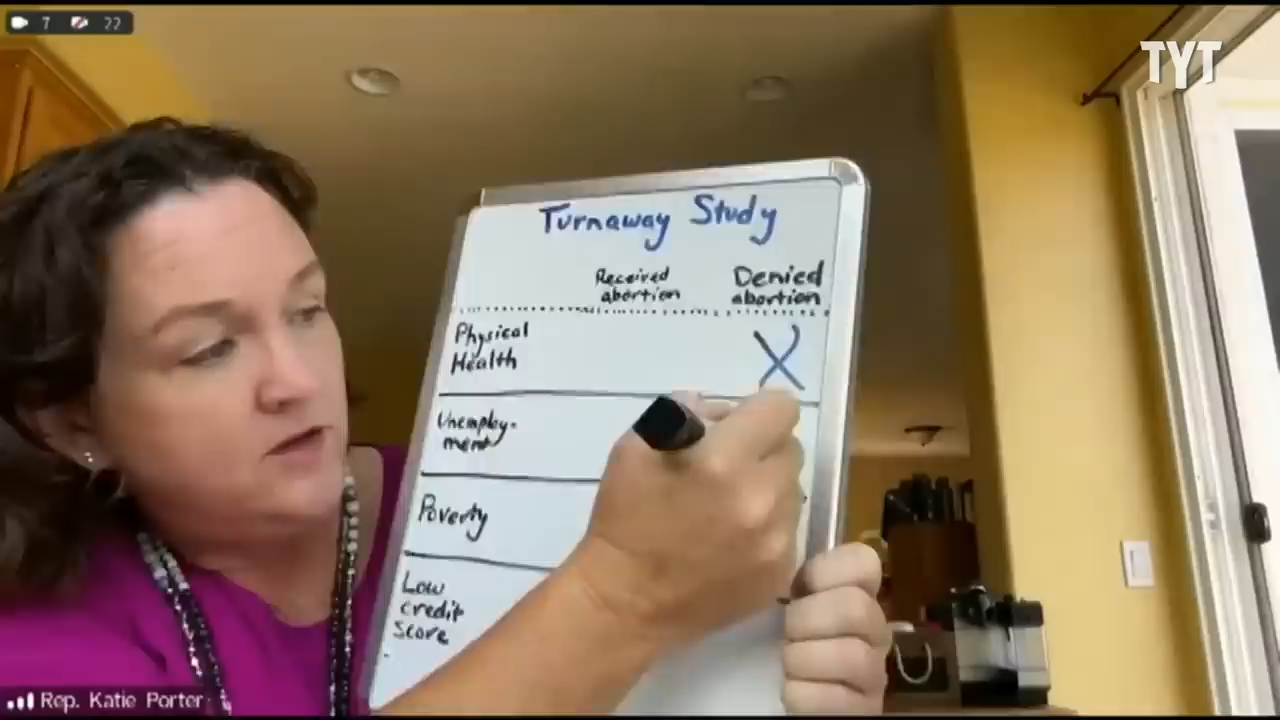 7 22
TYT
Turnaway Study
Received Denied
abortion abortion
Physical
Health
X
Unemploy-
ment
Poverty
Low
credit
score
Rep. Katie Porter